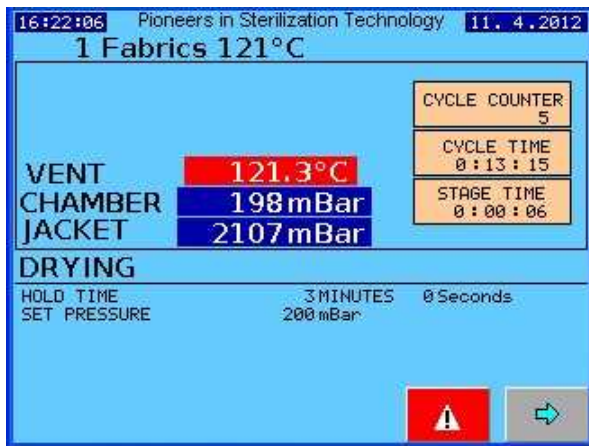 16:22:06 Pioneers in Sterilization Technology 11. 4.2012
1 Fabrics 121°C
CYCLE COUNTER
5
CYCLE TIME
0:13:15
VENT 121.3°C
STAGE TIME
0:00:06
CHAMBER 198mBar
JACKET 2107mBar
DRYING
HOLD TIME 3MINUTES 0Seconds
SET PRESSURE 200mBar